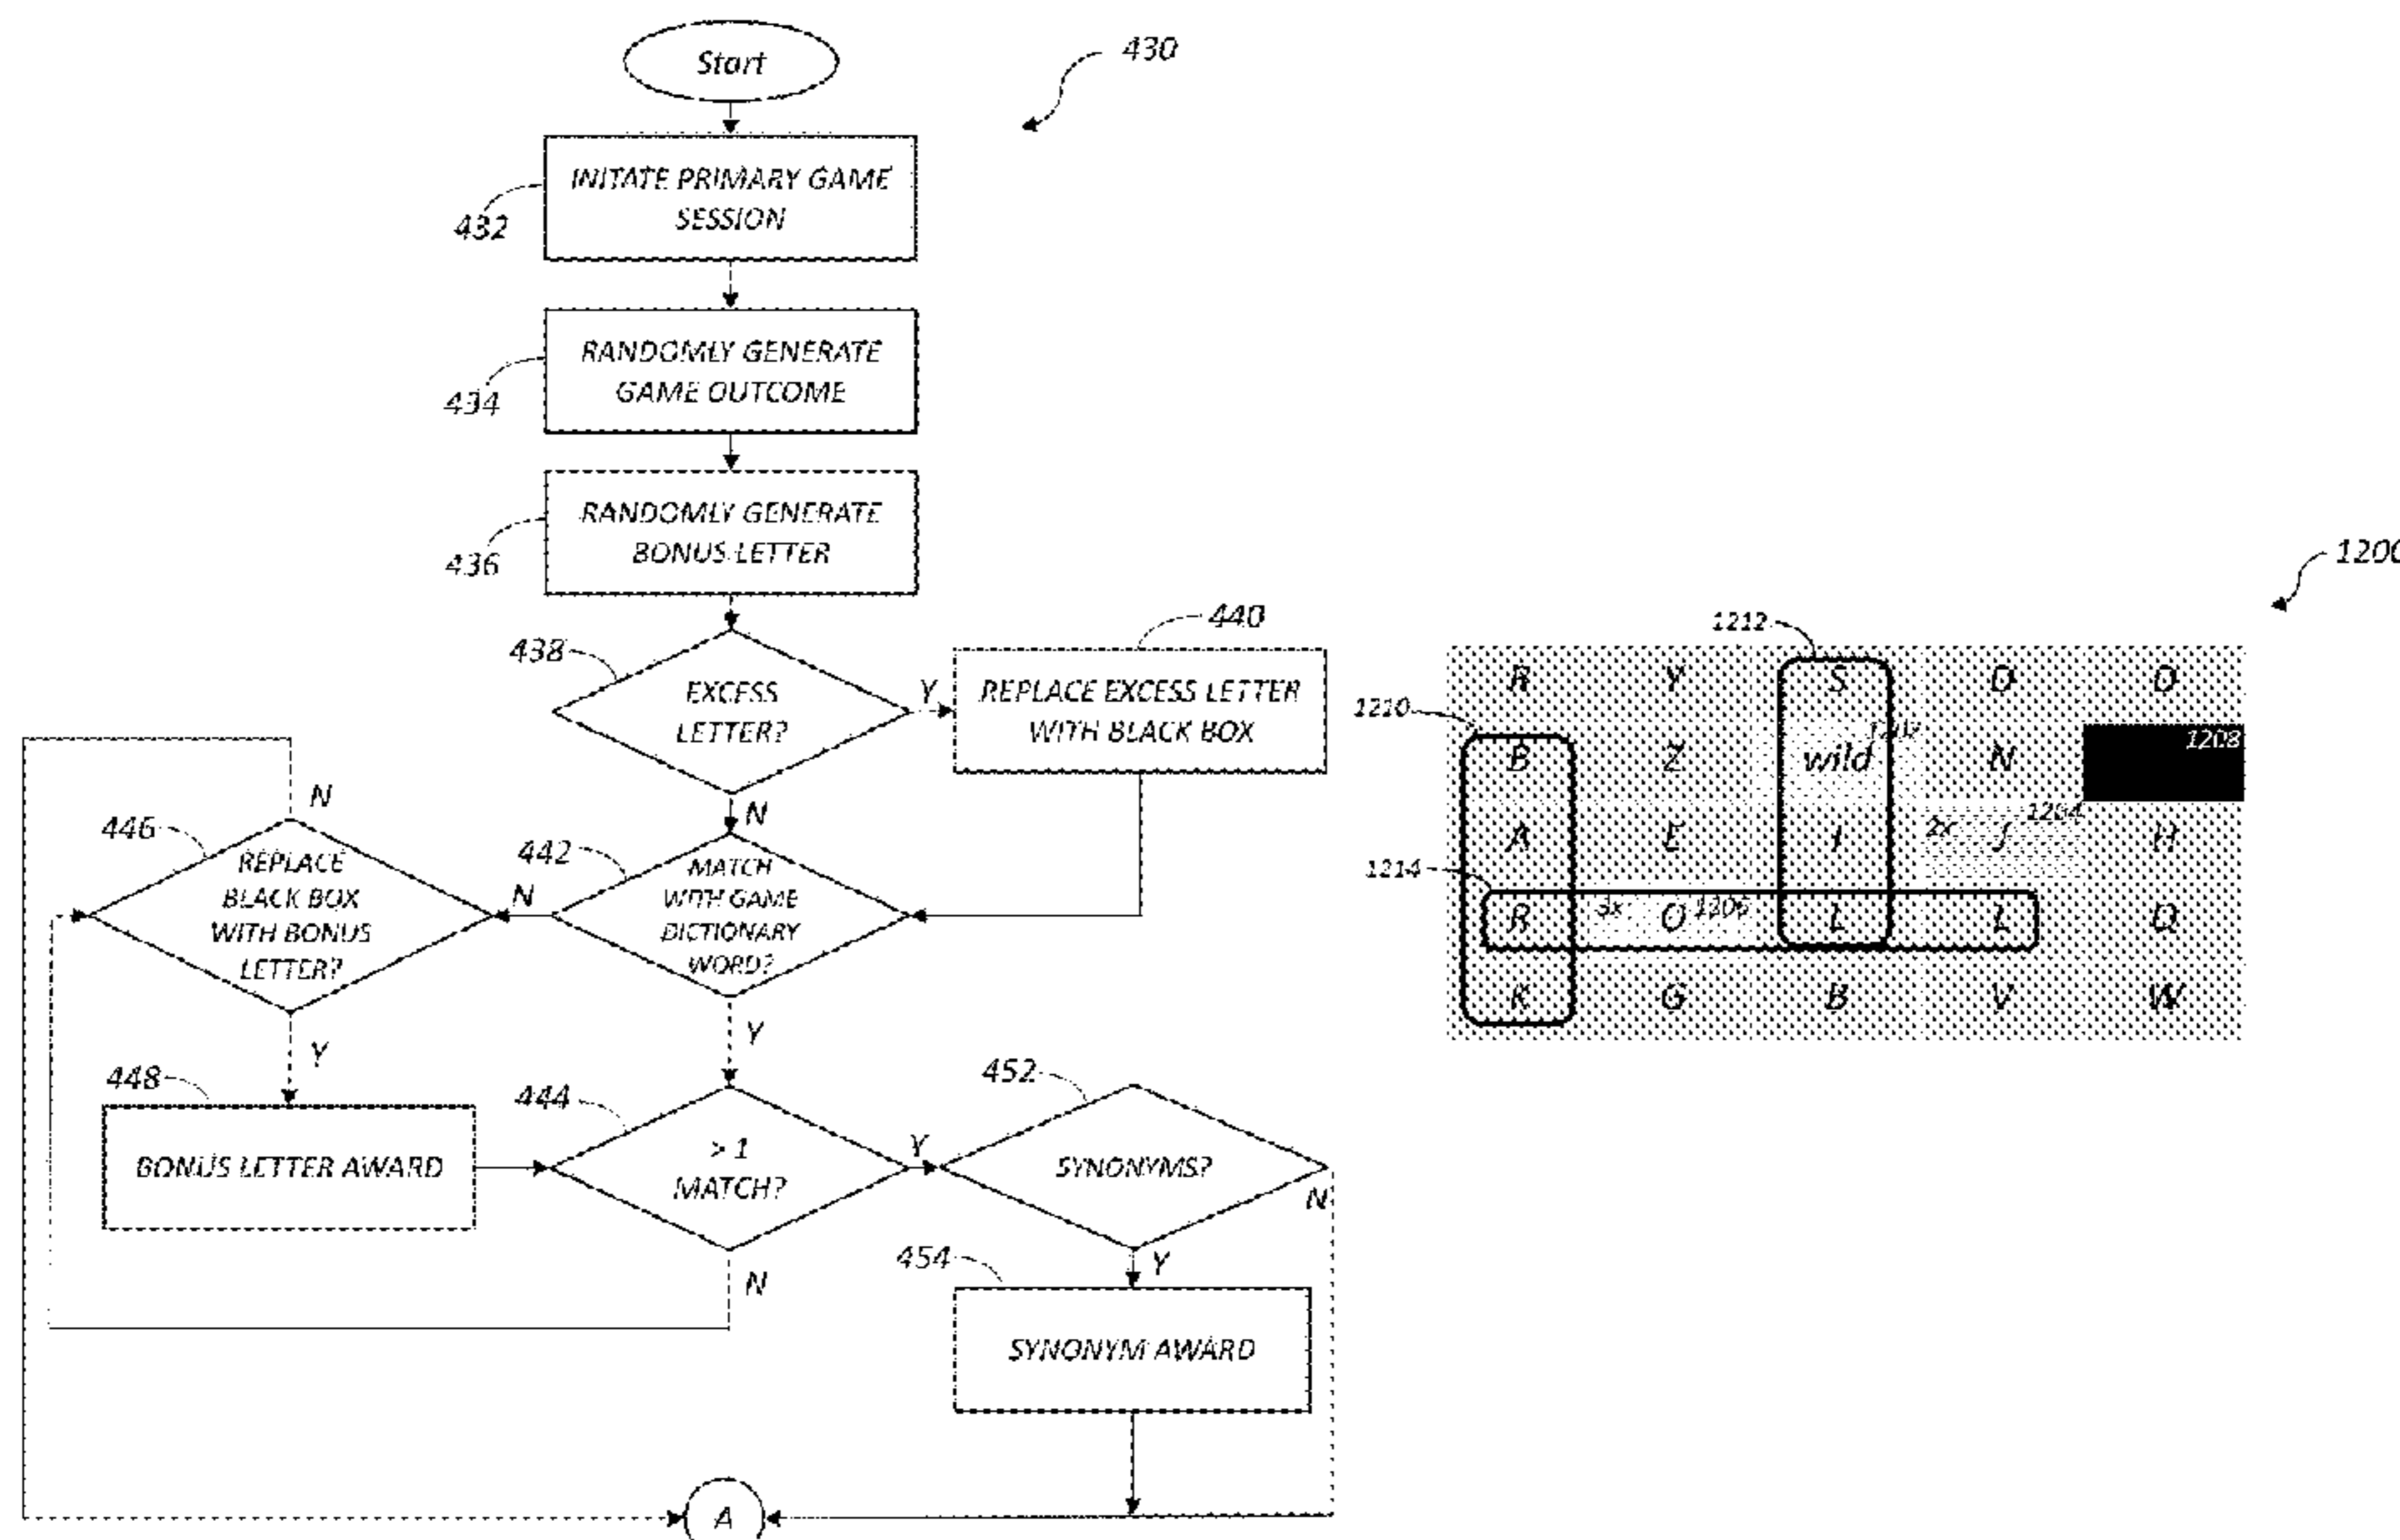 Start
430
INITATE PRIMARY GAME
SESSION
432
RANDOMLY GENERATE
GAME OUTCOME
434
RANDOMLY GENERATE
BONUS LETTER
436
438
EXCESS
LETTER?
Y
N
440
REPLACE EXCESS LETTER
WITH BLACK BOX
446
REPLACE
BLACK BOX
WITH BONUS
LETTER?
N
Y
442
MATCH
WITH GAME
DICTIONARY
WORD?
N
Y
448
BONUS LETTER AWARD
444
> 1
MATCH?
Y
N
452
SYNONYMS?
N
Y
454
SYNONYM AWARD
A
1200
1212
1210
1214
R Y S D D
B Z wild 1202 N 1208
A E I 2x J 1204 H
R 3x O 1206 L L
K G B V W